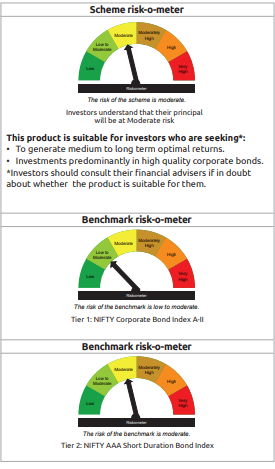 Scheme risk-o-meter
Low
Low to
Moderate
Moderate
Moderately
High
High
Very
High
Riskometer
The risk of the scheme is moderate.
Investors understand that their principal
will be at Moderate risk
This product is suitable for investors who are seeking*:
• To generate medium to long term optimal returns.
• Investments predominantly in high quality corporate bonds.
*Investors should consult their financial advisers if in doubt
about whether the product is suitable for them.
Benchmark risk-o-meter
Low
Low to
Moderate
Moderate
Moderately
High
High
Very
High
Riskometer
The risk of the benchmark is low to moderate.
Tier 1: NIFTY Corporate Bond Index A-II
Benchmark risk-o-meter
Low
Low to
Moderate
Moderate
Moderately
High
High
Very
High
Riskometer
The risk of the benchmark is moderate.
Tier 2: NIFTY AAA Short Duration Bond Index